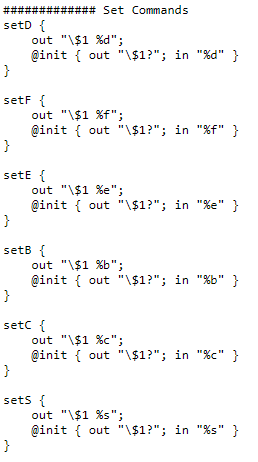 ############# Set Commands
setD {
    out "\$1 %d";
    @init { out "\$1?"; in "%d" }
}

setF {
    out "\$1 %f";
    @init { out "\$1?"; in "%f" }
}

setE {
    out "\$1 %e";
    @init { out "\$1?"; in "%e" }
}

setB {
    out "\$1 %b";
    @init { out "\$1?"; in "%b" }
}

setC {
    out "\$1 %c";
    @init { out "\$1?"; in "%c" }
}

setS {
    out "\$1 %s";
    @init { out "\$1?"; in "%s" }
}